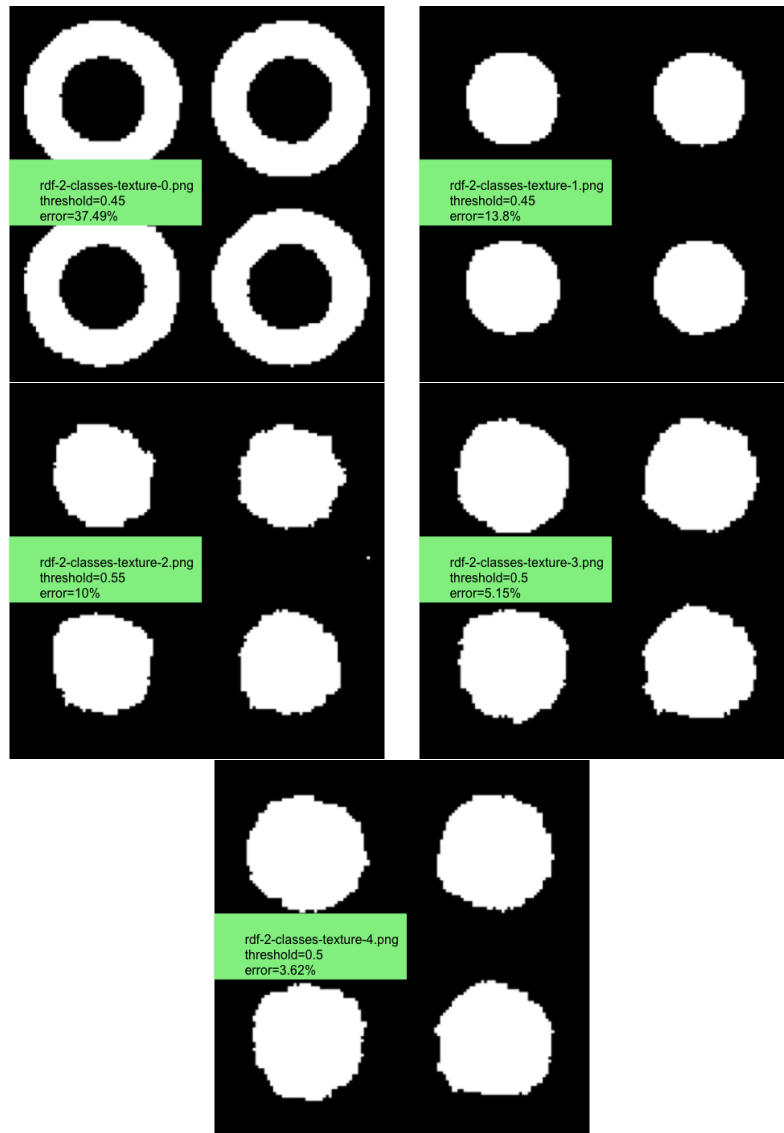 rdf-2-classes-texture-0.png
threshold=0.45
error=37.49%
rdf-2-classes-texture-1.png
threshold=0.45
error=13.8%
rdf-2-classes-texture-2.png
threshold=0.55
error=10%
rdf-2-classes-texture-3.png
threshold=0.5
error=5.15%
rdf-2-classes-texture-4.png
threshold=0.5
error=3.62%